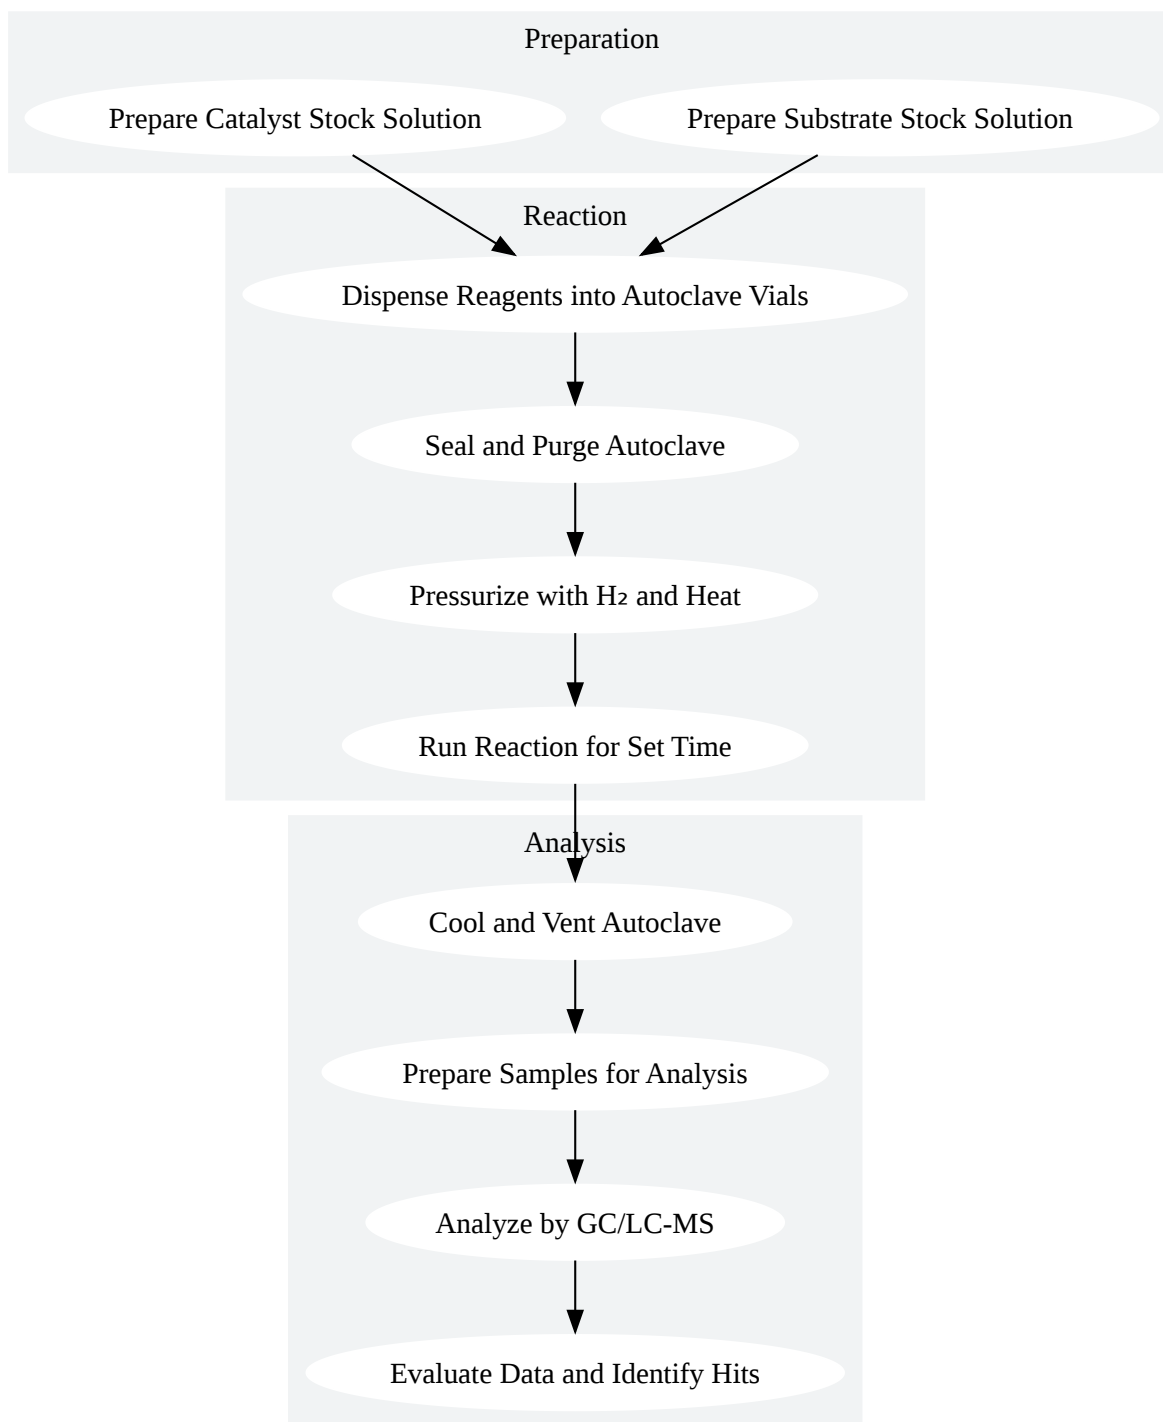 Preparation
Prepare Catalyst Stock Solution
Prepare Substrate Stock Solution
Reaction
Dispense Reagents into Autoclave Vials
Seal and Purge Autoclave
Pressurize with H₂ and Heat
Run Reaction for Set Time
Analysis
Cool and Vent Autoclave
Prepare Samples for Analysis
Analyze by GC/LC-MS
Evaluate Data and Identify Hits